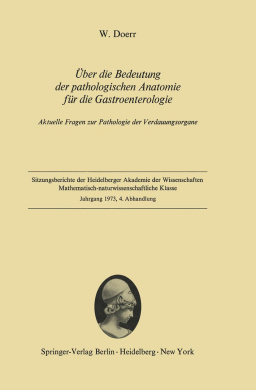 W. Doerr
Über die Bedeutung
der pathologischen Anatomie
für die Gastroenterologie
Aktuelle Fragen zur Pathologie der Verdauungsorgane
Sitzungsberichte der Heidelberger Akademie der Wissenschaften
Mathematisch-naturwissenschaftliche Klasse
Jahrgang 1973, 4. Abhandlung
Springer-Verlag Berlin · Heidelberg · New York